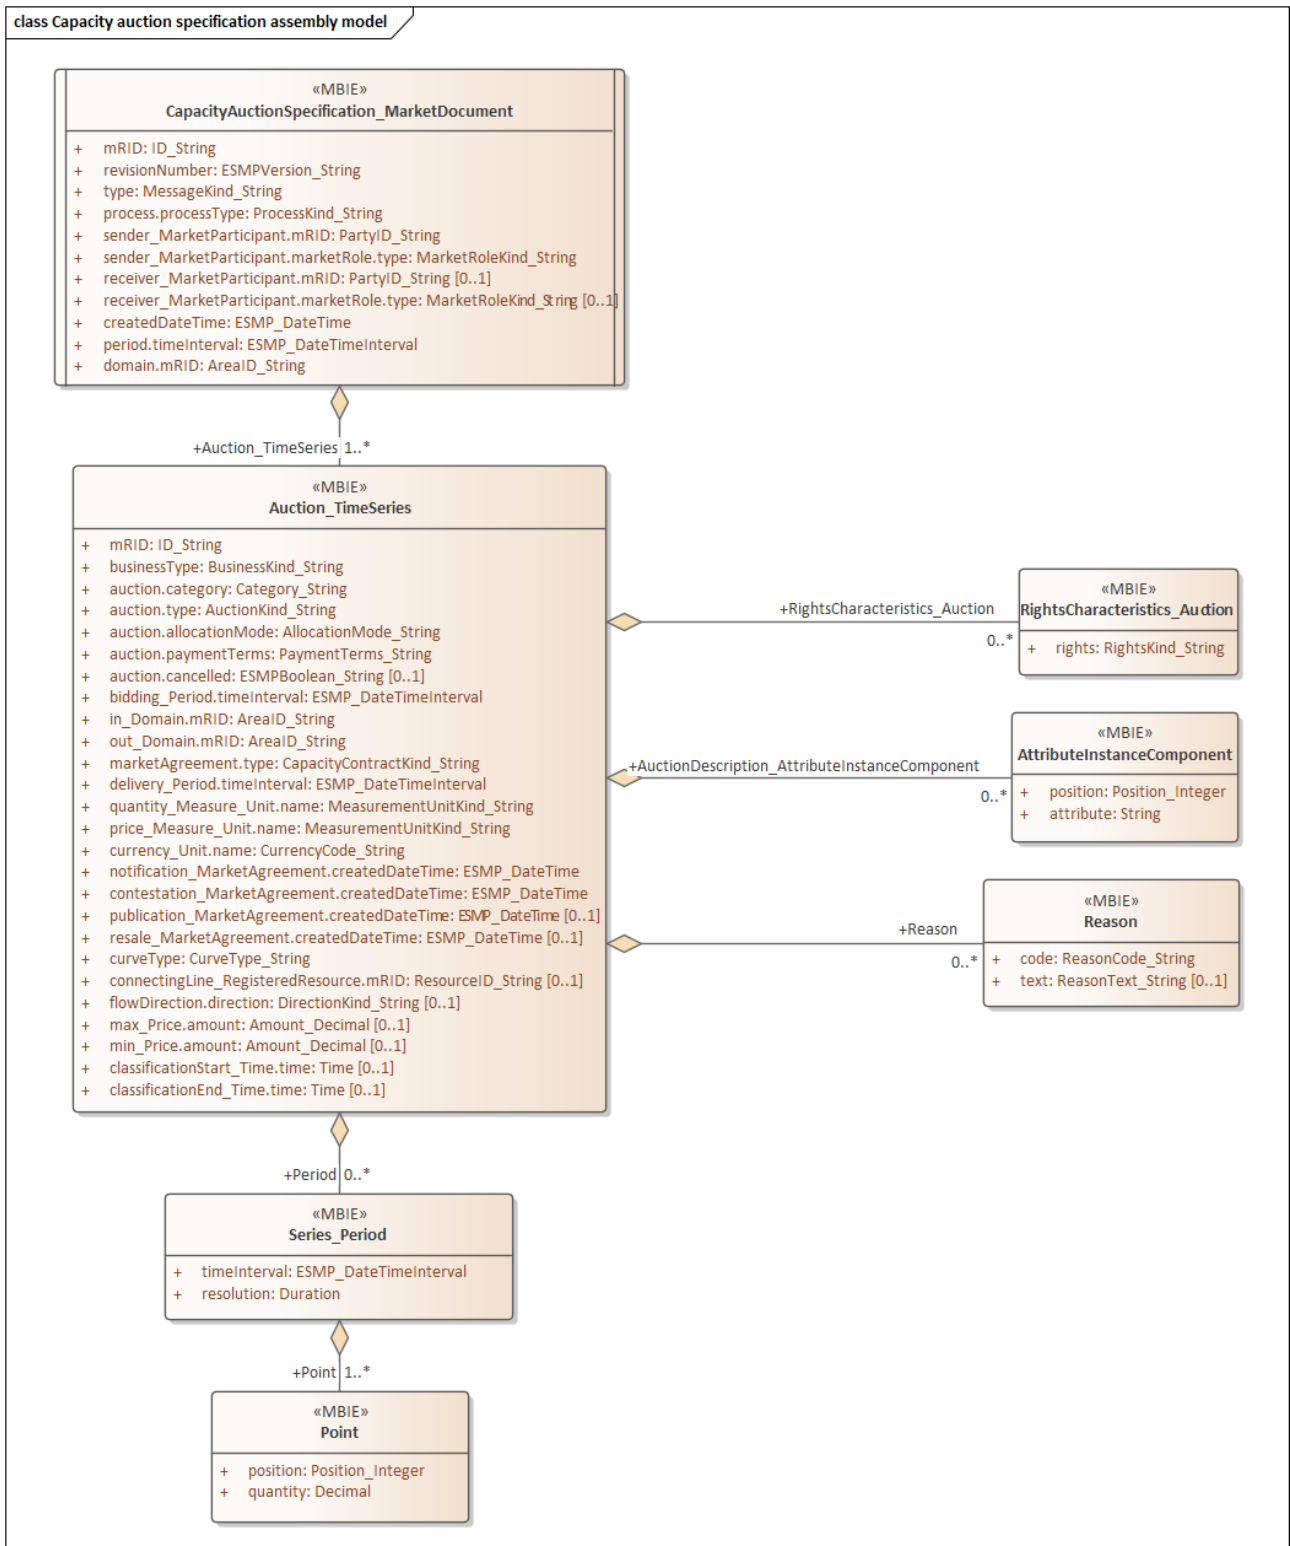 class Capacity auction specification assembly model
«MBIE»
CapacityAuctionSpecification_MarketDocument
+ mRID: ID_String
+ revisionNumber: ESMPVersion_String
+ type: MessageKind_String
+ process.processType: ProcessKind_String
+ sender_MarketParticipant.mRID: PartyID_String
+ sender_MarketParticipant.marketRole.type: MarketRoleKind_String
+ receiver_MarketParticipant.mRID: PartyID_String [0..1]
+ receiver_MarketParticipant.marketRole.type: MarketRoleKind_String [0..1]
+ createdDateTime: ESMP_DateTime
+ period.timeInterval: ESMP_DateTimeInterval
+ domain.mRID: AreaID_String
+Auction_TimeSeries 1..*
«MBIE»
Auction_TimeSeries
+ mRID: ID_String
+ businessType: BusinessKind_String
+ auction.category: Category_String
+ auction.type: AuctionKind_String
+ auction.allocationMode: AllocationMode_String
+ auction.paymentTerms: PaymentTerms_String
+ auction.cancelled: ESMPBoolean_String [0..1]
+ bidding_Period.timeInterval: ESMP_DateTimeInterval
+ in_Domain.mRID: AreaID_String
+ out_Domain.mRID: AreaID_String
+ marketAgreement.type: CapacityContractKind_String
+ delivery_Period.timeInterval: ESMP_DateTimeInterval
+ quantity_Measure_Unit.name: MeasurementUnitKind_String
+ price_Measure_Unit.name: MeasurementUnitKind_String
+ currency_Unit.name: CurrencyCode_String
+ notification_MarketAgreement.createdDateTime: ESMP_DateTime
+ contestation_MarketAgreement.createdDateTime: ESMP_DateTime
+ publication_MarketAgreement.createdDateTime: ESMP_DateTime [0..1]
+ resale_MarketAgreement.createdDateTime: ESMP_DateTime [0..1]
+ curveType: CurveType_String
+ connectingLine_RegisteredResource.mRID: ResourceID_String [0..1]
+ flowDirection.direction: DirectionKind_String [0..1]
+ max_Price.amount: Amount_Decimal [0..1]
+ min_Price.amount: Amount_Decimal [0..1]
+ classificationStart_Time.time: Time [0..1]
+ classificationEnd_Time.time: Time [0..1]
+RightsCharacteristics_Auction
0..*
«MBIE»
RightsCharacteristics_Auction
+ rights: RightsKind_String
+AuctionDescription_AttributeInstanceComponent
0..*
«MBIE»
AttributeInstanceComponent
+ position: Position_Integer
+ attribute: String
+Reason
0..*
«MBIE»
Reason
+ code: ReasonCode_String
+ text: ReasonText_String [0..1]
+Period 0..*
«MBIE»
Series_Period
+ timeInterval: ESMP_DateTimeInterval
+ resolution: Duration
+Point 1..*
«MBIE»
Point
+ position: Position_Integer
+ quantity: Decimal